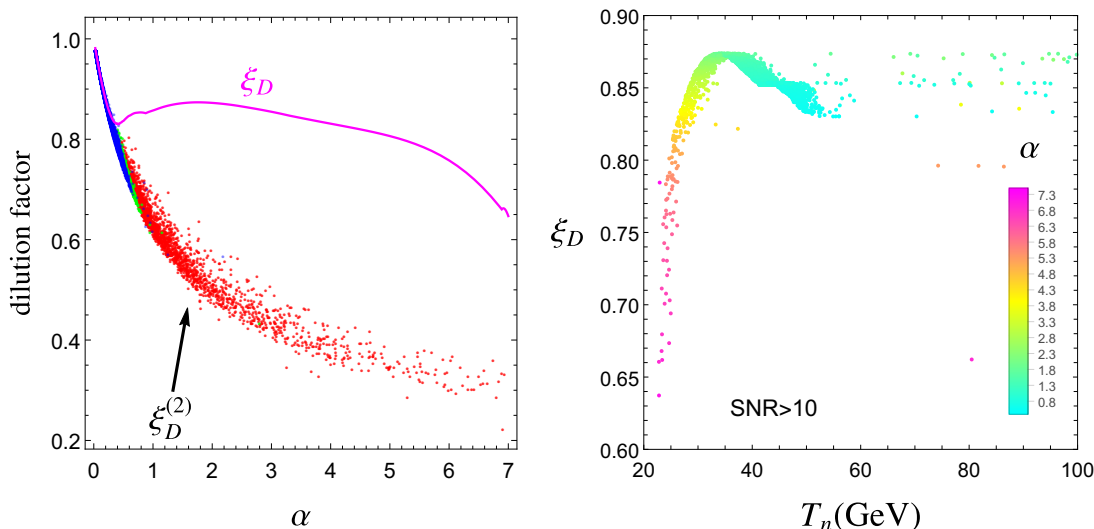 dilution factor
1.0
0.8
0.6
0.4
0.2
0 1 2 3 4 5 6 7
α
ξ_D
ξ_D^(2)
ξ_D
0.90
0.85
0.80
0.75
0.70
0.65
0.60
20 40 60 80 100
T_n(GeV)
SNR>10
α
7.3
6.8
6.3
5.8
5.3
4.8
4.3
3.8
3.3
2.8
2.3
1.8
1.3
0.8